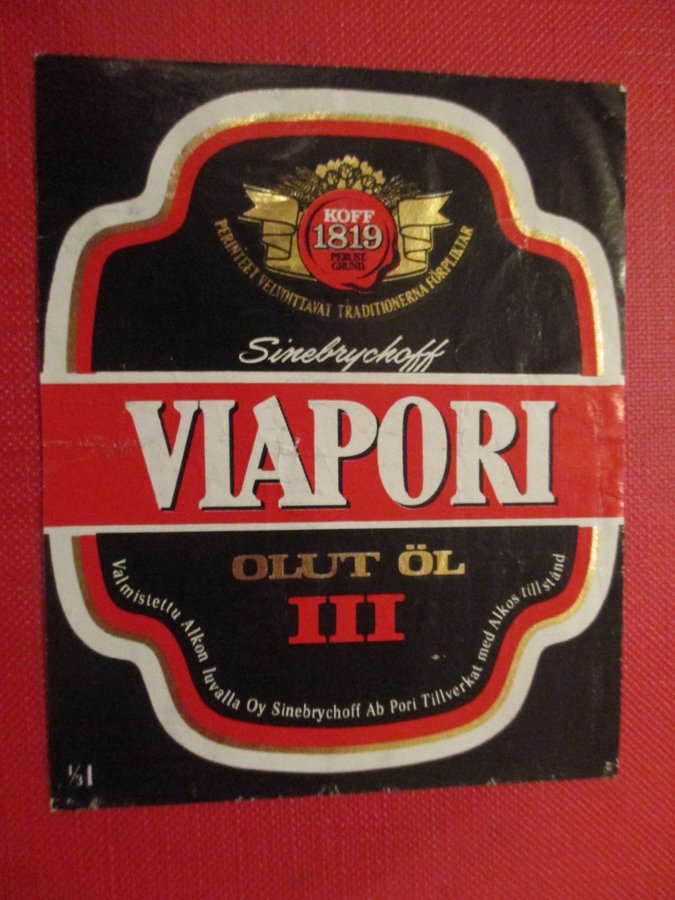 KOFF
1819
PERUST.
GRUND.
PERINTEET VELVOITTAVAT TRADITIONERNA FÖRPLIKTAR
Sinebrychoff
VIAPORI
OLUT ÖL
III
Valmistettu Alkon luvalla Oy Sinebrychoff Ab Pori Tillverkat med Alkos tillstånd
1/3 l